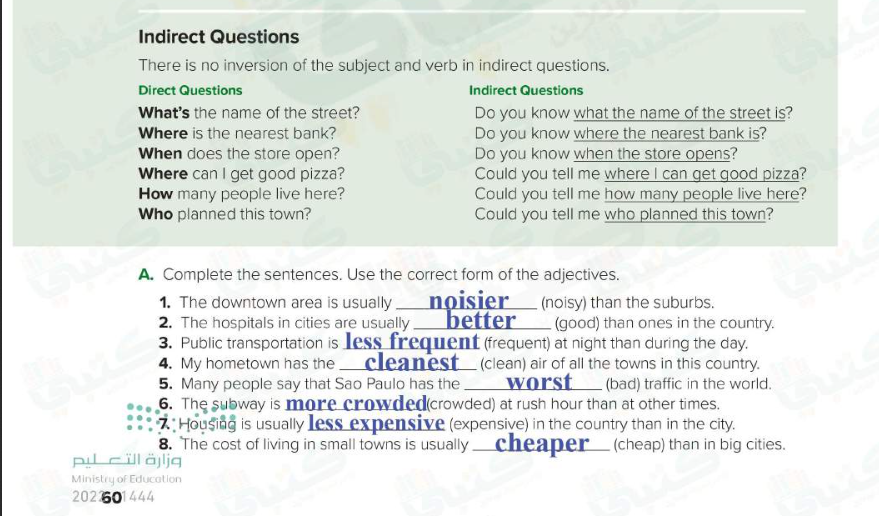 Indirect Questions
There is no inversion of the subject and verb in indirect questions.
Direct Questions
What's the name of the street?
Where is the nearest bank?
When does the store open?
Where can I get good pizza?
How many people live here?
Who planned this town?
Indirect Questions
Do you know what the name of the street is?
Do you know where the nearest bank is?
Do you know when the store opens?
Could you tell me where I can get good pizza?
Could you tell me how many people live here?
Could you tell me who planned this town?
A. Complete the sentences. Use the correct form of the adjectives.
1. The downtown area is usually noisier (noisy) than the suburbs.
2. The hospitals in cities are usually better (good) than ones in the country.
3. Public transportation is less frequent (frequent) at night than during the day.
4. My hometown has the cleanest (clean) air of all the towns in this country.
5. Many people say that Sao Paulo has the worst (bad) traffic in the world.
6. The subway is more crowded (crowded) at rush hour than at other times.
7. Housing is usually less expensive (expensive) in the country than in the city.
8. The cost of living in small towns is usually cheaper (cheap) than in big cities.
وزارة التعليم
Ministry of Education
60
1444